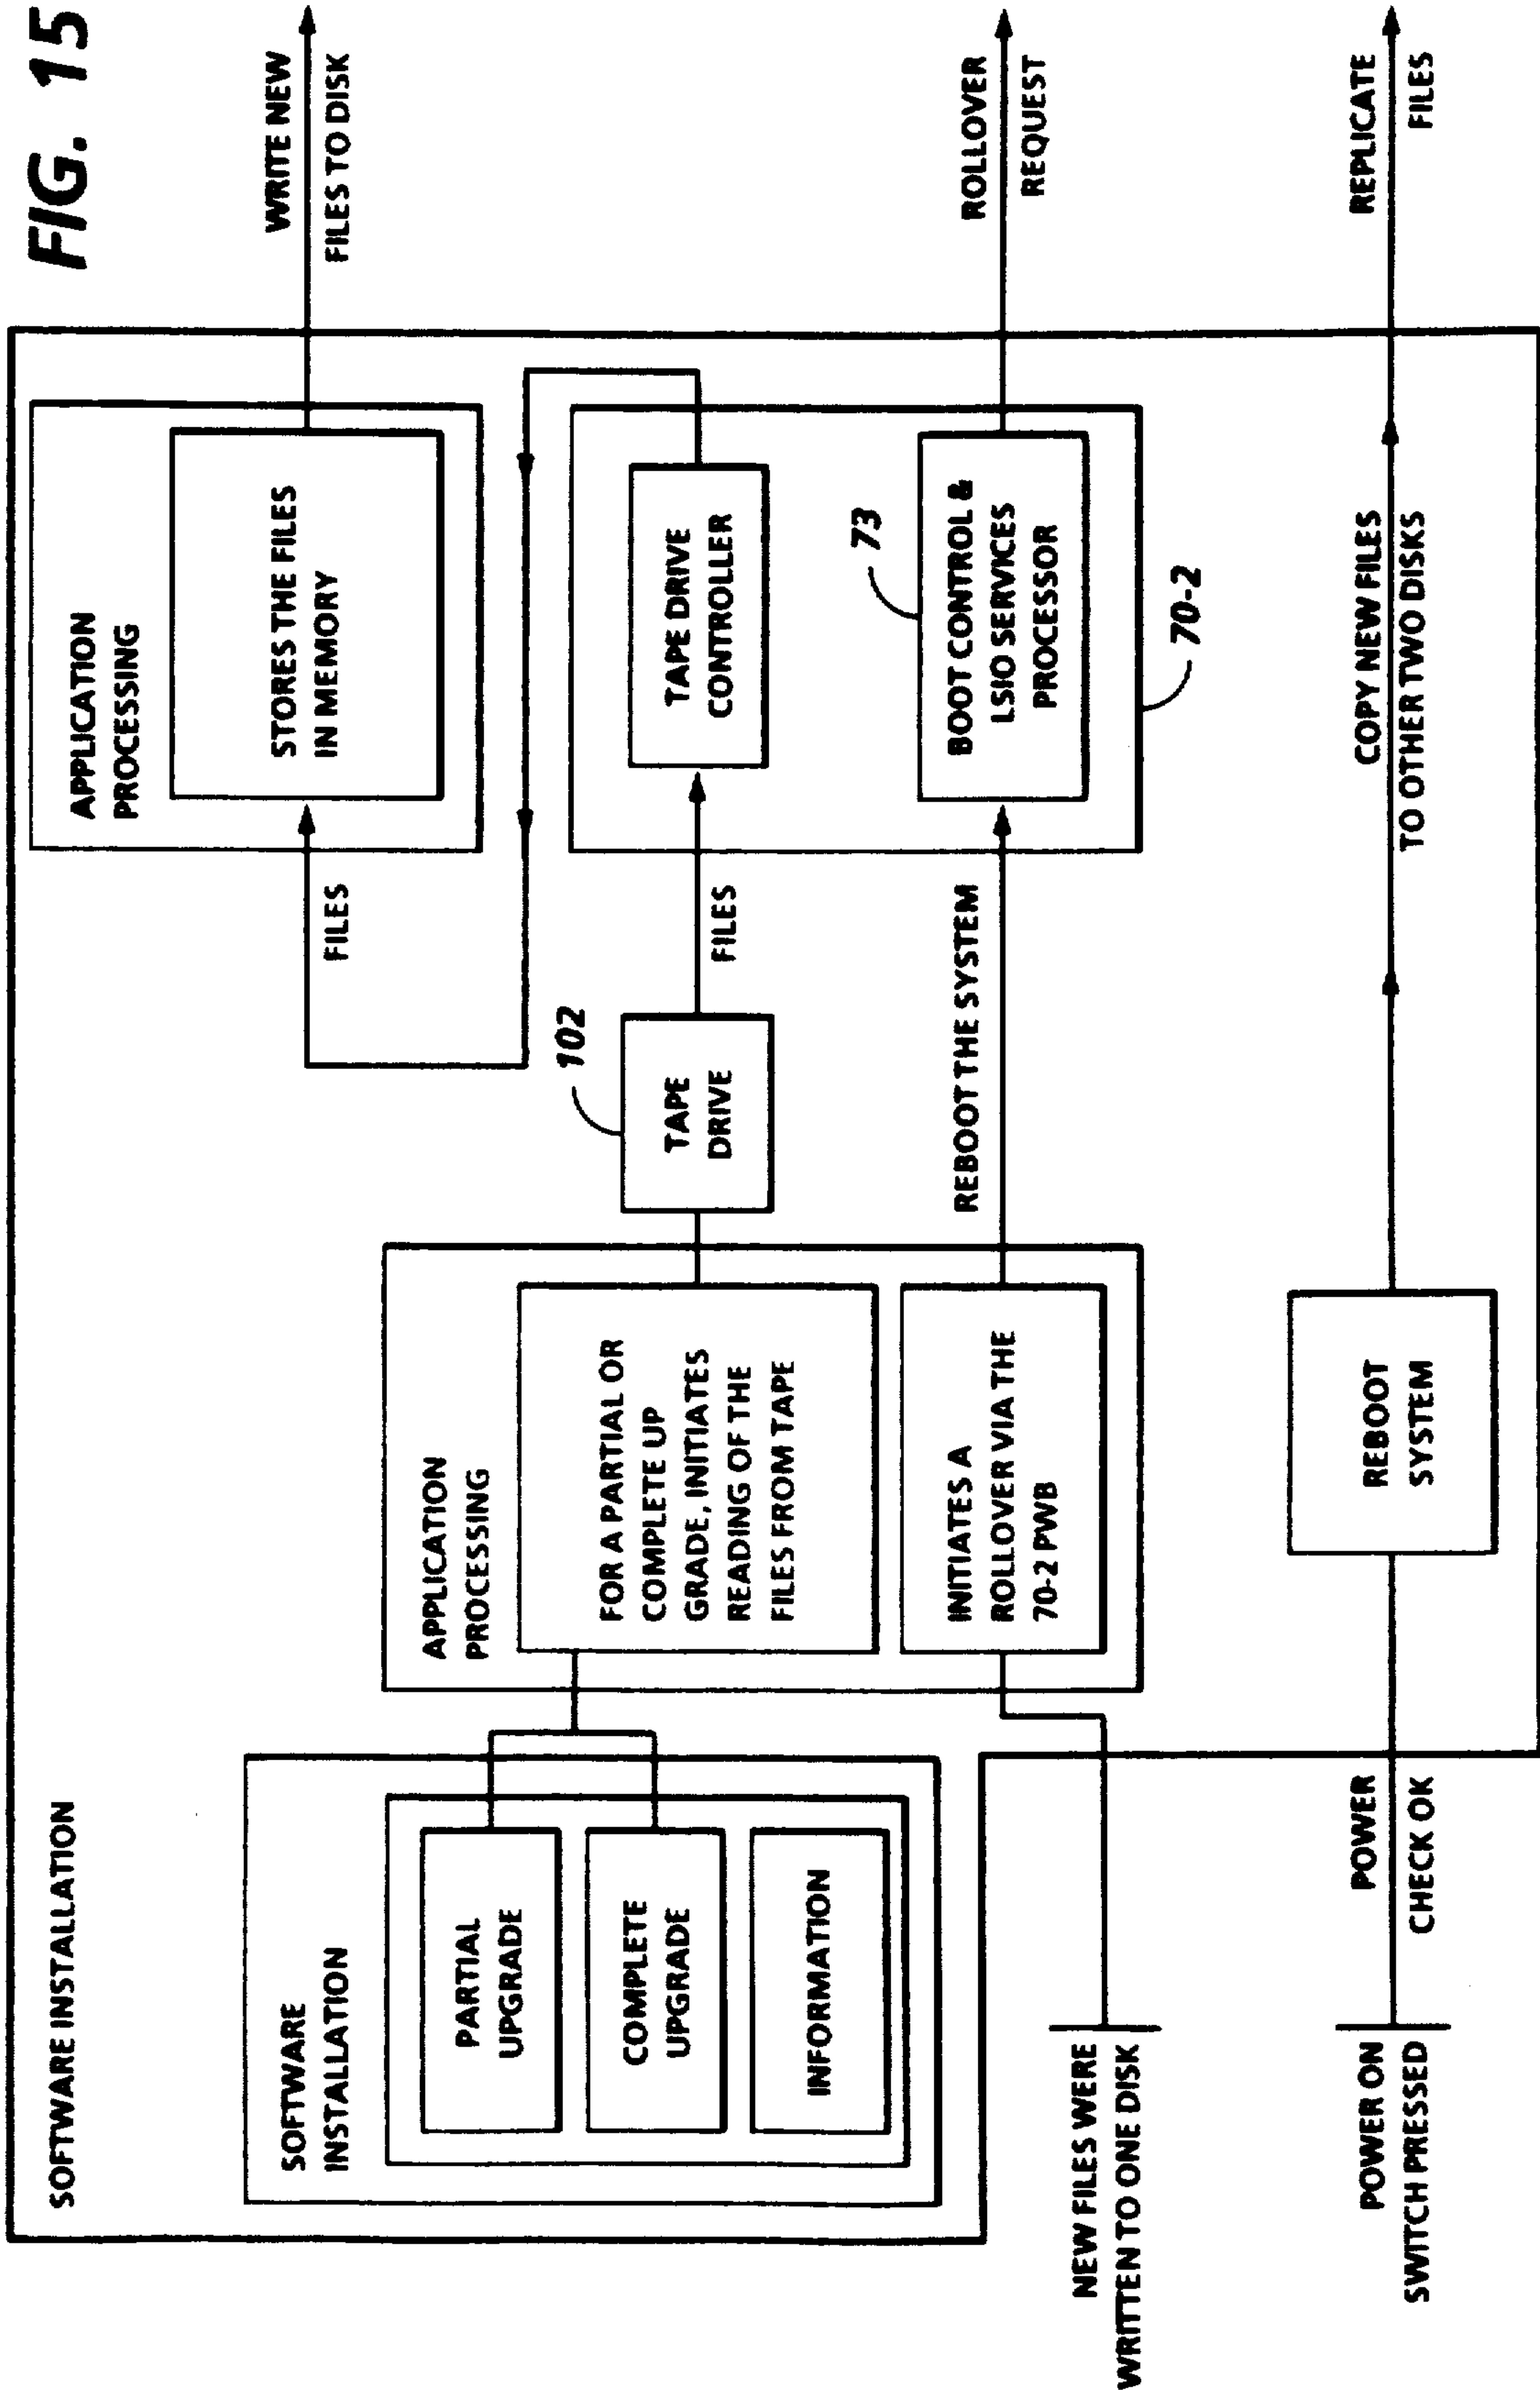 FIG. 15
SOFTWARE INSTALLATION
SOFTWARE
INSTALLATION
PARTIAL
UPGRADE
COMPLETE
UPGRADE
INFORMATION
NEW FILES WERE
WRITTEN TO ONE DISK
POWER ON
SWITCH PRESSED
POWER
CHECK OK
APPLICATION
PROCESSING
FOR A PARTIAL OR
COMPLETE UP
GRADE, INITIATES
READING OF THE
FILES FROM TAPE
INITIATES A
ROLLOVER VIA THE
70-2 PWB
REBOOT
SYSTEM
102
TAPE
DRIVE
FILES
REBOOT THE SYSTEM
FILES
APPLICATION
PROCESSING
STORES THE FILES
IN MEMORY
TAPE DRIVE
CONTROLLER
73
BOOT CONTROL &
LSIO SERVICES
PROCESSOR
70-2
COPY NEW FILES
TO OTHER TWO DISKS
WRITE NEW
FILES TO DISK
ROLLOVER
REQUEST
REPLICATE
FILES